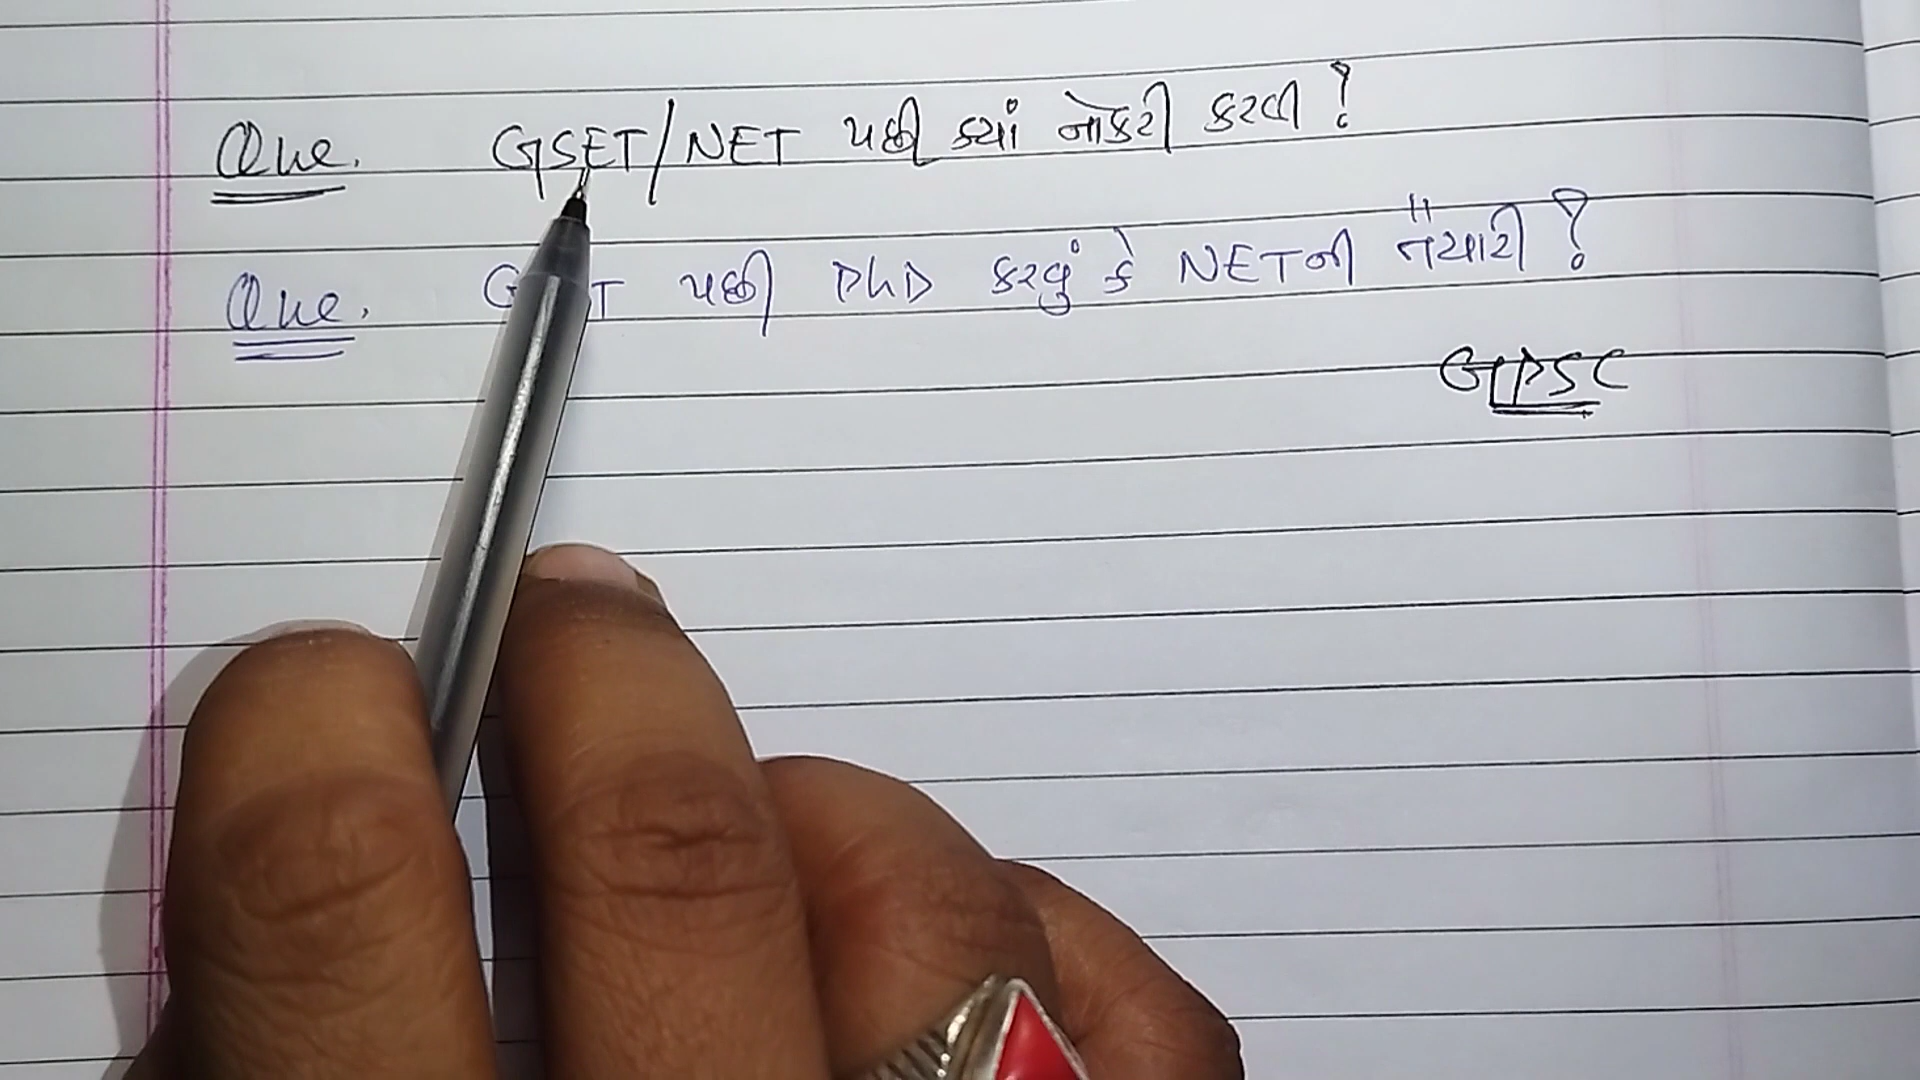 Que. GSET/NET પછી ક્યાં નોકરી કરવી ?
Que. પછી PhD કરવું કે NETની તૈયારી ?
GPSC